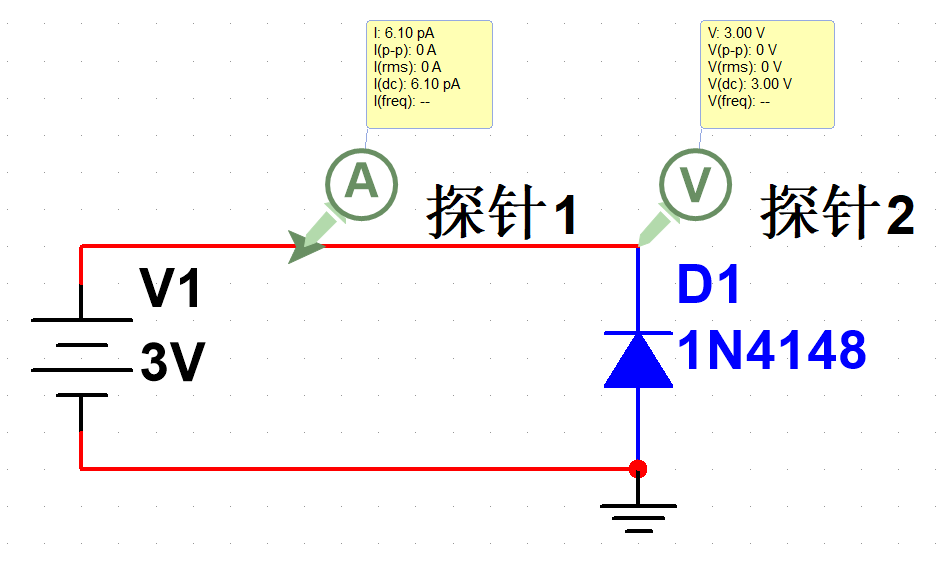 I: 6.10 pA
I(p-p): 0 A
I(rms): 0 A
I(dc): 6.10 pA
I(freq): --
V: 3.00 V
V(p-p): 0 V
V(rms): 0 V
V(dc): 3.00 V
V(freq): --
A
探针1
V
探针2
V1
3V
D1
1N4148